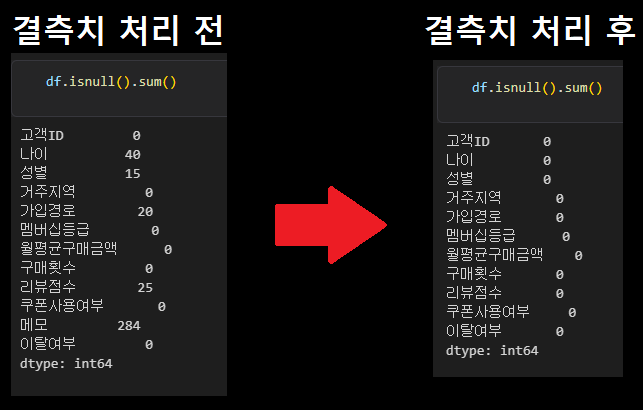 결측치 처리 전
df.isnull().sum()
고객ID 0
나이 40
성별 15
거주지역 0
가입경로 20
멤버십등급 0
월평균구매금액 0
구매횟수 0
리뷰점수 25
쿠폰사용여부 0
메모 284
이탈여부 0
dtype: int64
결측치 처리 후
df.isnull().sum()
고객ID 0
나이 0
성별 0
거주지역 0
가입경로 0
멤버십등급 0
월평균구매금액 0
구매횟수 0
리뷰점수 0
쿠폰사용여부 0
이탈여부 0
dtype: int64